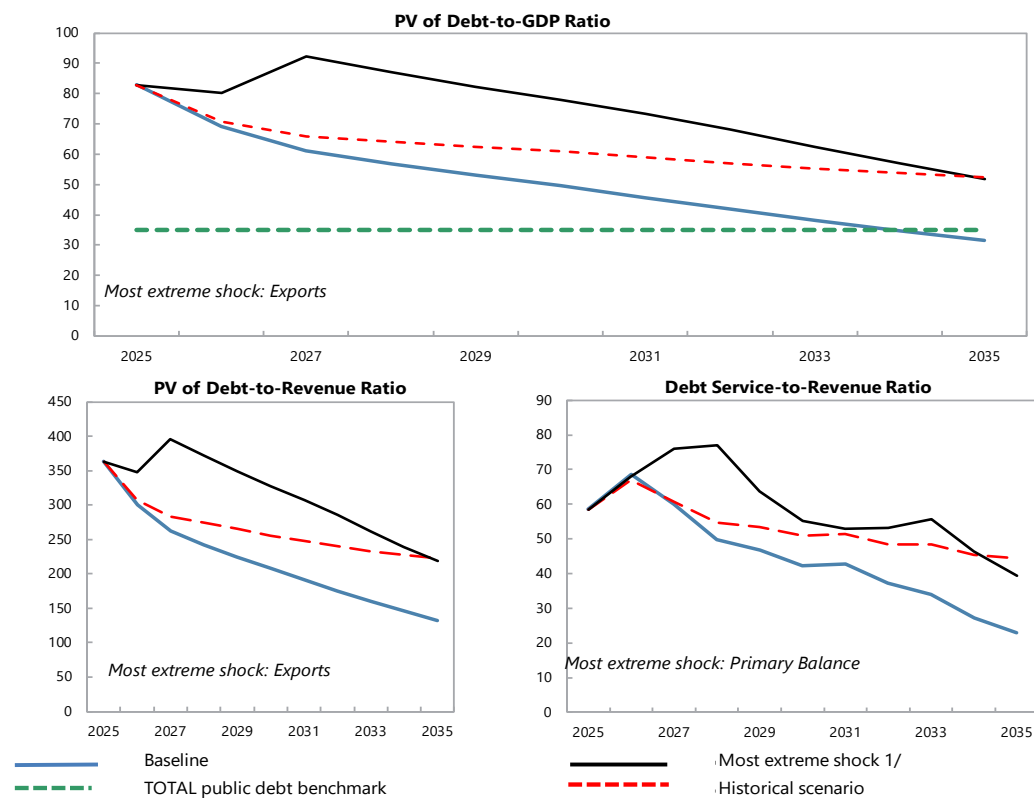 PV of Debt-to-GDP Ratio
100
90
80
70
60
50
40
30
20
10
0
Most extreme shock: Exports
2025 2027 2029 2031 2033 2035
PV of Debt-to-Revenue Ratio
450
400
350
300
250
200
150
100
50
0
Most extreme shock: Exports
2025 2027 2029 2031 2033 2035
Debt Service-to-Revenue Ratio
90
80
70
60
50
40
30
20
10
0
Most extreme shock: Primary Balance
2025 2027 2029 2031 2033 2035
Baseline
Most extreme shock 1/
TOTAL public debt benchmark
Historical scenario